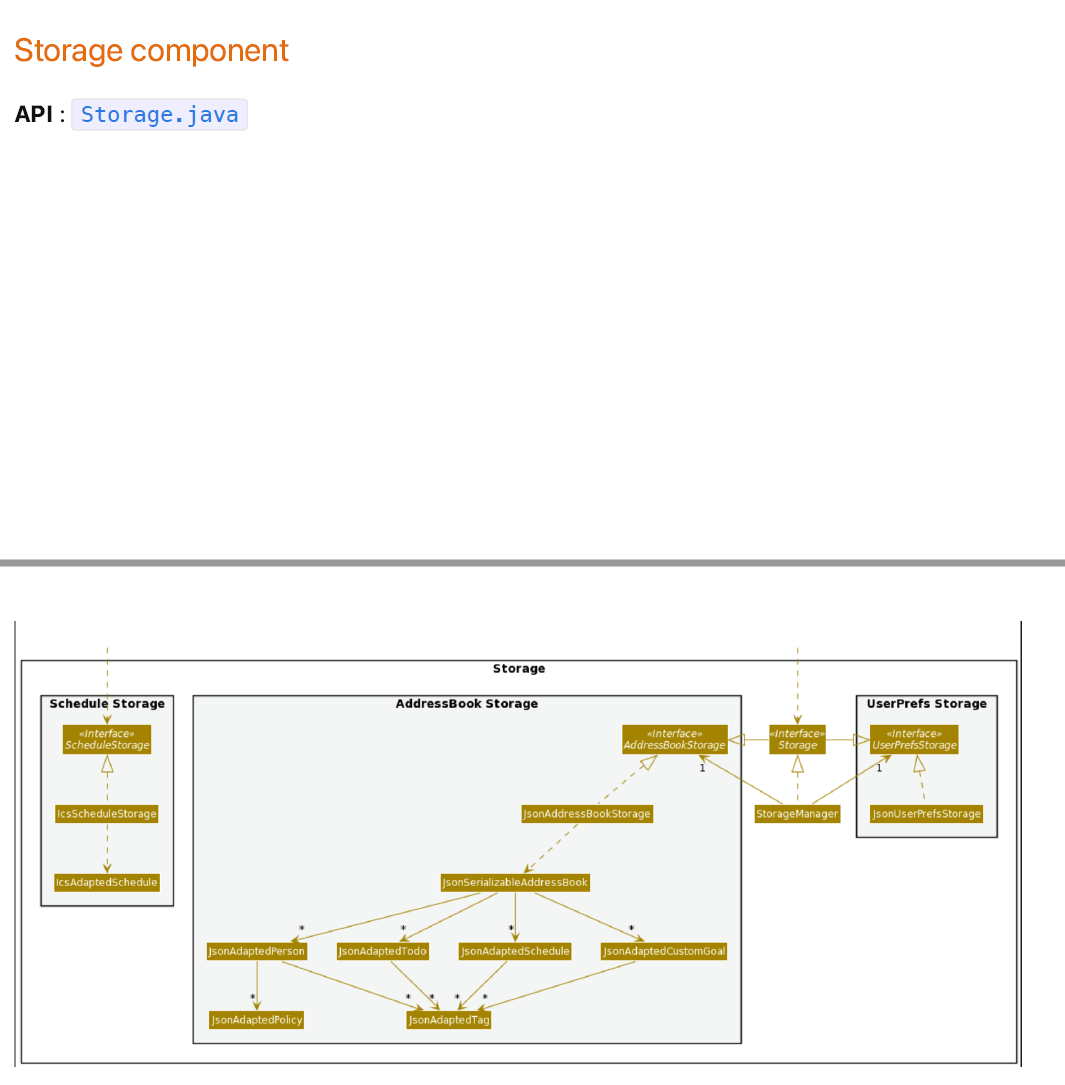 Storage component
API : Storage.java
Storage
Schedule Storage
AddressBook Storage
UserPrefs Storage
«Interface»
ScheduleStorage
«Interface»
AddressBookStorage
«Interface»
Storage
«Interface»
UserPrefsStorage
1
1
IcsScheduleStorage
JsonAddressBookStorage
StorageManager
JsonUserPrefsStorage
IcsAdaptedSchedule
JsonSerializableAddressBook
* * * *
JsonAdaptedPerson
JsonAdaptedTodo
JsonAdaptedSchedule
JsonAdaptedCustomGoal
* * * * *
JsonAdaptedPolicy
JsonAdaptedTag